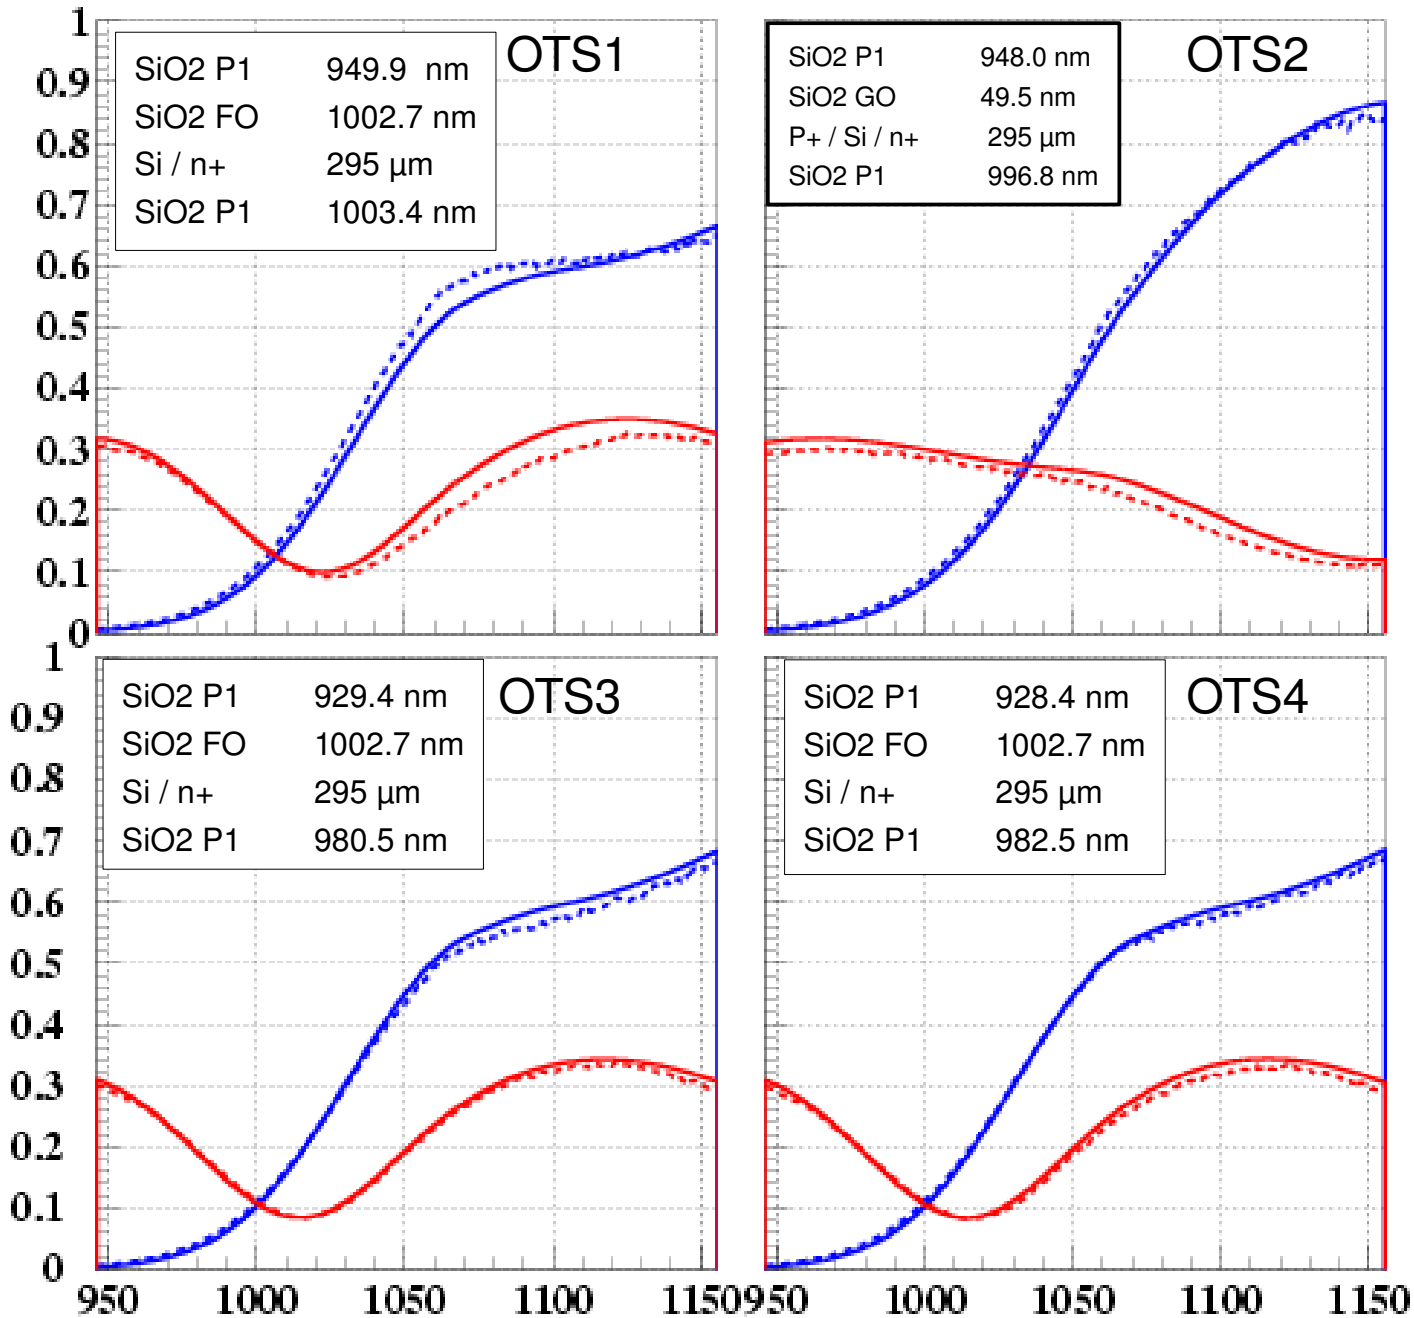 1
0.9
0.8
0.7
0.6
0.5
0.4
0.3
0.2
0.1
0
OTS1
SiO2 P1 949.9 nm
SiO2 FO 1002.7 nm
Si / n+ 295 µm
SiO2 P1 1003.4 nm
OTS2
SiO2 P1 948.0 nm
SiO2 GO 49.5 nm
P+ / Si / n+ 295 µm
SiO2 P1 996.8 nm
1
0.9
0.8
0.7
0.6
0.5
0.4
0.3
0.2
0.1
0
OTS3
SiO2 P1 929.4 nm
SiO2 FO 1002.7 nm
Si / n+ 295 µm
SiO2 P1 980.5 nm
OTS4
SiO2 P1 928.4 nm
SiO2 FO 1002.7 nm
Si / n+ 295 µm
SiO2 P1 982.5 nm
950 1000 1050 1100 1150
950 1000 1050 1100 1150